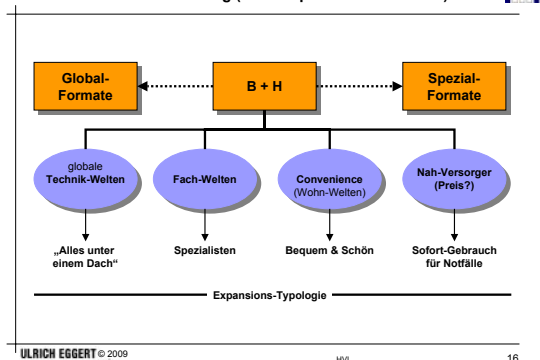 Global-
Formate
B + H
Spezial-
Formate
globale
Technik-Welten
Fach-Welten
Convenience
(Wohn-Welten)
Nah-Versorger
(Preis?)
„Alles unter
einem Dach“
Spezialisten
Bequem & Schön
Sofort-Gebrauch
für Notfälle
Expansions-Typologie
ULRICH EGGERT © 2009
16